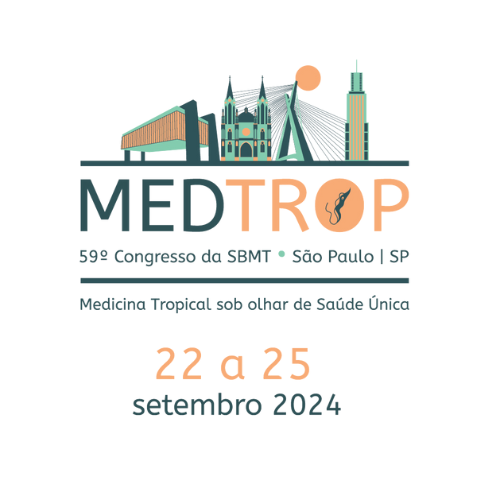 MEDTROP
59º Congresso da SBMT • São Paulo | SP
Medicina Tropical sob olhar de Saúde Única
22 a 25
setembro 2024